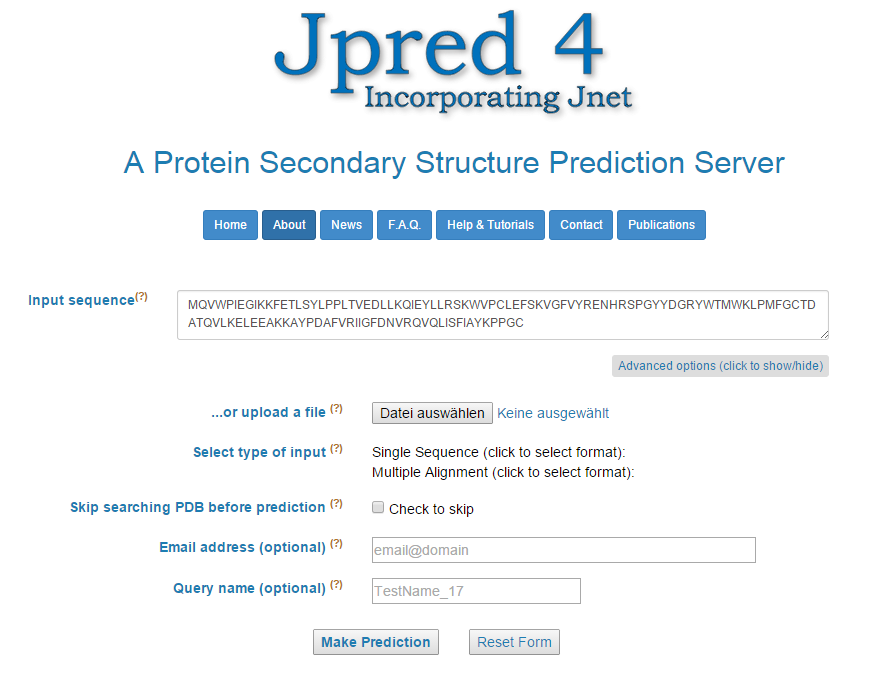 Jpred 4
Incorporating Jnet
A Protein Secondary Structure Prediction Server
Home About News F.A.Q. Help & Tutorials Contact Publications
Input sequence(?)
MQVWPIEGIKKFETLSYLPPLTVEDLLKQIEYLLRSKWVPCLEFSKVGFVYRENHRSPGYYDGRYWTMWKLPMFGCTD
ATQVLKELEEAKKAYPDAFVRIIGFDNVRQVQLISFIAYKPPGC
Advanced options (click to show/hide)
...or upload a file (?) Datei auswählen Keine ausgewählt
Select type of input (?) Single Sequence (click to select format):
Multiple Alignment (click to select format):
Skip searching PDB before prediction (?) Check to skip
Email address (optional) (?) email@domain
Query name (optional) (?) TestName_17
Make Prediction Reset Form